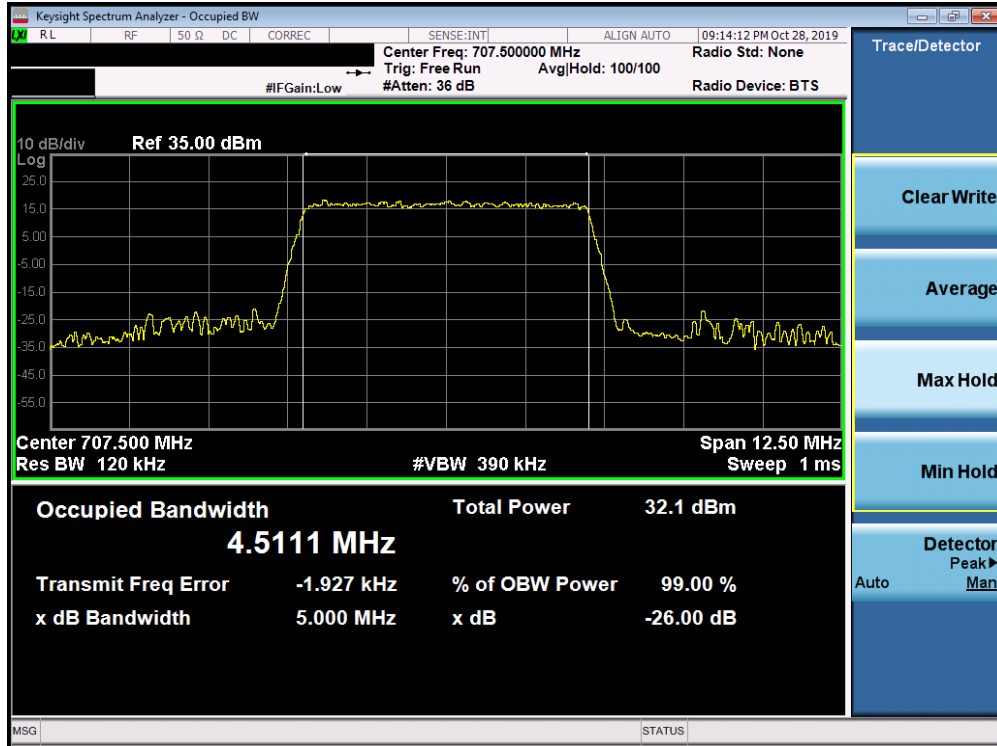 Keysight Spectrum Analyzer - Occupied BW
LXI RL RF 50 Ω DC CORREC SENSE:INT ALIGN AUTO 09:14:12 PM Oct 28, 2019
Center Freq: 707.500000 MHz Radio Std: None
Trig: Free Run Avg|Hold: 100/100
#IFGain:Low #Atten: 36 dB Radio Device: BTS
10 dB/div Ref 35.00 dBm
Log
25.0
15.0
5.00
-5.00
-15.0
-25.0
-35.0
-45.0
-55.0
Center 707.500 MHz Span 12.50 MHz
Res BW 120 kHz #VBW 390 kHz Sweep 1 ms
Occupied Bandwidth Total Power 32.1 dBm
4.5111 MHz
Transmit Freq Error -1.927 kHz % of OBW Power 99.00 %
x dB Bandwidth 5.000 MHz x dB -26.00 dB
MSG STATUS
Trace/Detector
Clear Write
Average
Max Hold
Min Hold
Detector
Peak▶
Auto Man